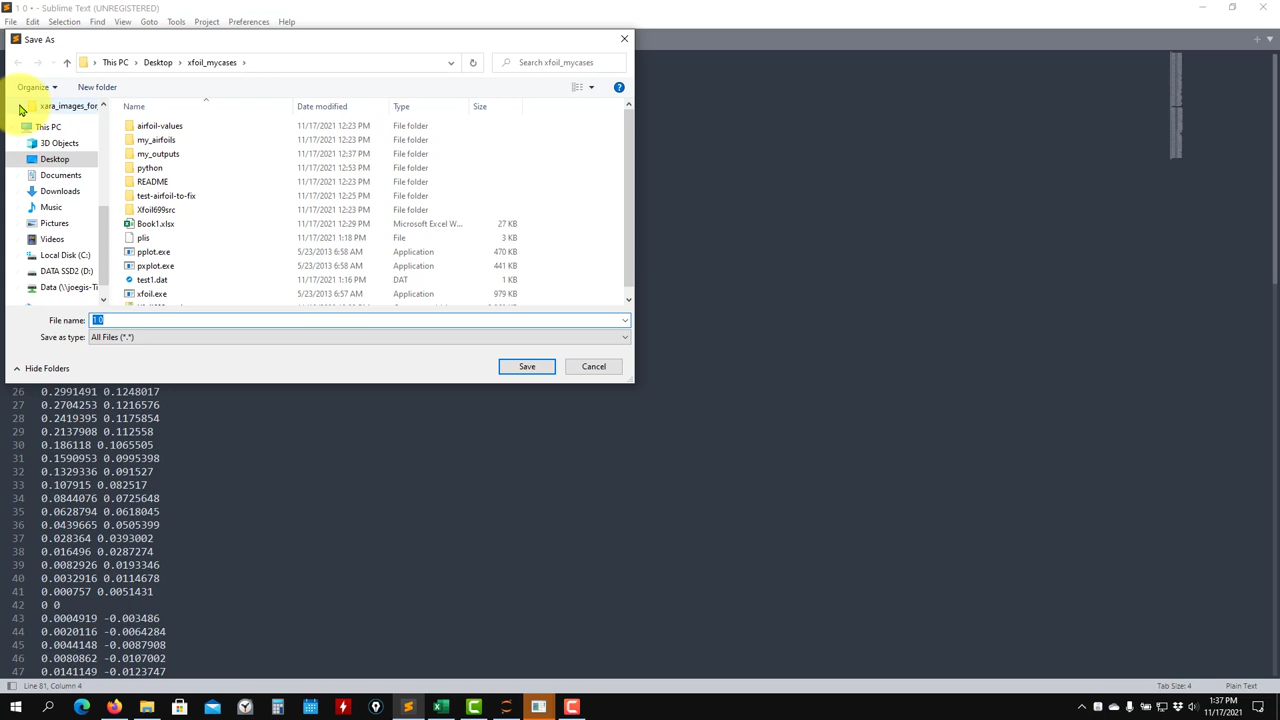 1 0 • - Sublime Text (UNREGISTERED)
File Edit Selection Find View Goto Tools Project Preferences Help
Save As
This PC Desktop xfoil_mycases
Search xfoil_mycases
Organize New folder
xara_images_for
This PC
3D Objects
Desktop
Documents
Downloads
Music
Pictures
Videos
Local Disk (C:)
DATA SSD2 (D:)
Data (\\joegis-Ti
Name Date modified Type Size
airfoil-values 11/17/2021 12:23 PM File folder
my_airfoils 11/17/2021 12:23 PM File folder
my_outputs 11/17/2021 12:37 PM File folder
python 11/17/2021 12:53 PM File folder
README 11/17/2021 12:23 PM File folder
test-airfoil-to-fix 11/17/2021 12:25 PM File folder
Xfoil699src 11/17/2021 12:23 PM File folder
Book1.xlsx 11/17/2021 12:29 PM Microsoft Excel W... 27 KB
plis 11/17/2021 1:18 PM File 3 KB
pplot.exe 5/23/2013 6:58 AM Application 470 KB
pxplot.exe 5/23/2013 6:58 AM Application 441 KB
test1.dat 11/17/2021 1:16 PM DAT 1 KB
xfoil.exe 5/23/2013 6:57 AM Application 979 KB
File name: 1 0
Save as type: All Files (*.*)
Hide Folders Save Cancel
26 0.2991491 0.1248017
27 0.2704253 0.1216576
28 0.2419395 0.1175854
29 0.2137908 0.112558
30 0.186118 0.1065505
31 0.1590953 0.0995398
32 0.1329336 0.091527
33 0.107915 0.082517
34 0.0844076 0.0725648
35 0.0628794 0.0618045
36 0.0439665 0.0505399
37 0.028364 0.0393002
38 0.016496 0.0287274
39 0.0082926 0.0193346
40 0.0032916 0.0114678
41 0.000757 0.0051431
42 0 0
43 0.0004919 -0.003486
44 0.0020116 -0.0064284
45 0.0044148 -0.0087908
46 0.0080862 -0.0107002
47 0.0141149 -0.0123747
Line 81, Column 4 Tab Size: 4 Plain Text
1:37 PM
11/17/2021